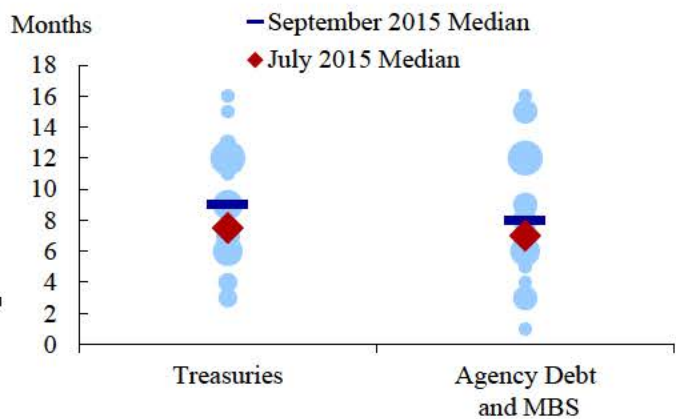 Months
September 2015 Median
July 2015 Median
18
16
14
12
10
8
6
4
2
0
Treasuries
Agency Debt
and MBS